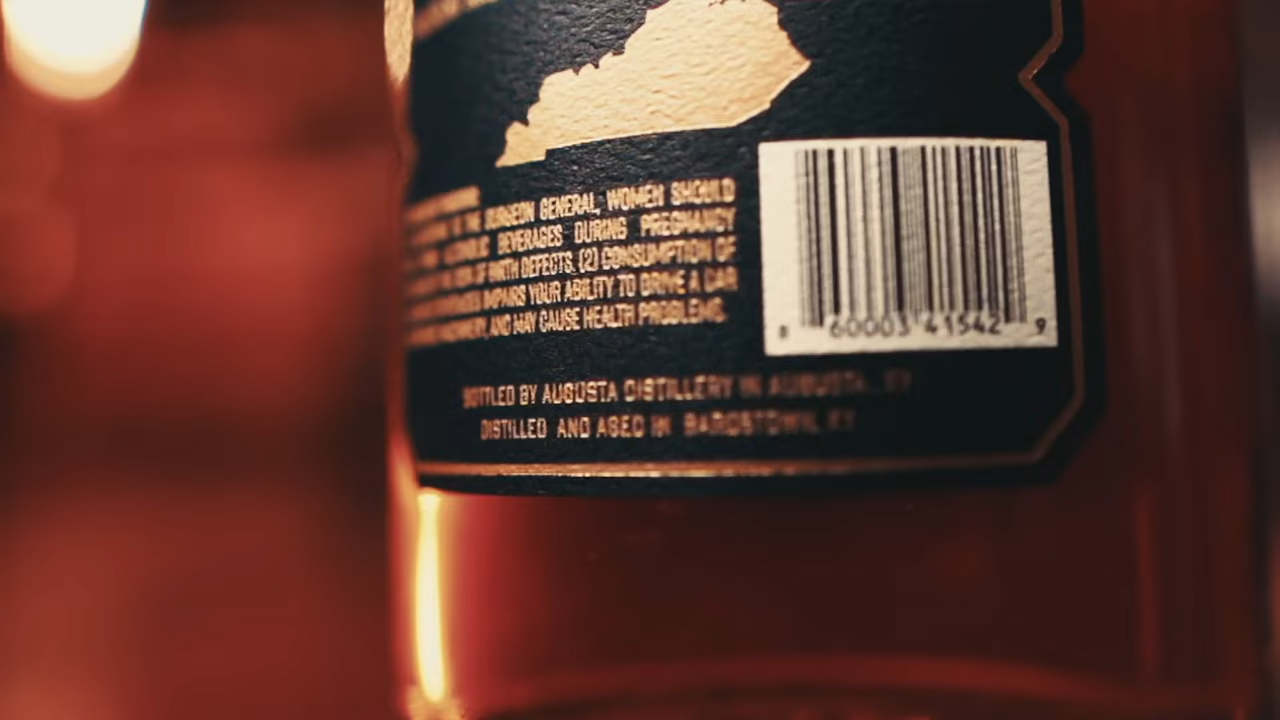 SURGEON GENERAL, WOMEN SHOULD
ALCOHOLIC BEVERAGES DURING PREGNANCY
OF BIRTH DEFECTS. (2) CONSUMPTION OF
IMPAIRS YOUR ABILITY TO DRIVE A CAR
AND MAY CAUSE HEALTH PROBLEMS.
8 60003 41542 9
BOTTLED BY AUGUSTA DISTILLERY IN AUGUSTA, KY
DISTILLED AND AGED IN BARDSTOWN, KY